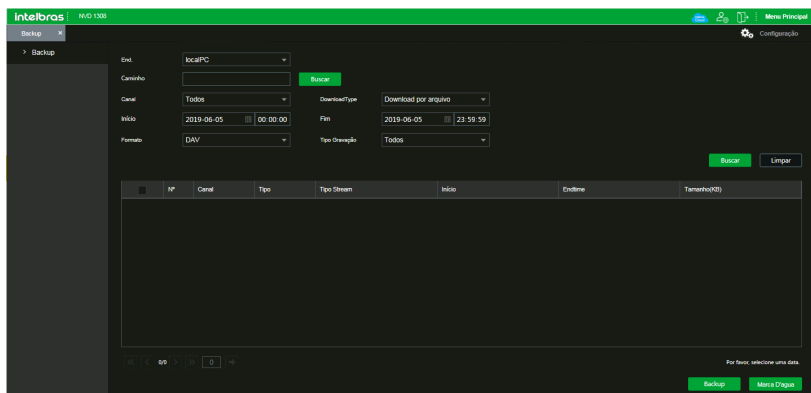 intelbras NVD 1308 Menu Principal
Backup × Configuração
> Backup
End. localPC
Caminho Buscar
Canal Todos DownloadType Download por arquivo
Início 2019-06-05 00:00:00 Fim 2019-06-05 23:59:59
Formato DAV Tipo Gravação Todos
Buscar Limpar
Nº Canal Tipo Tipo Stream Início Endtime Tamanho(KB)
0/0 0 Por favor, selecione uma data.
Backup Marca D'agua